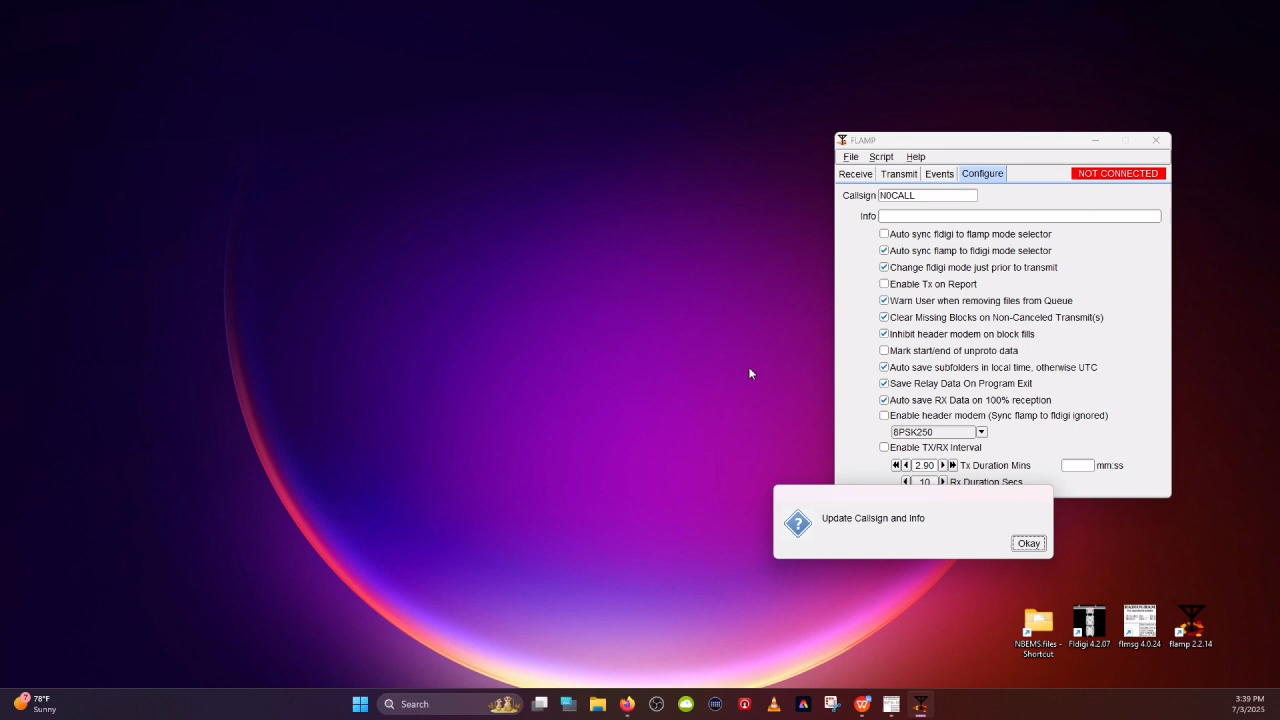 FLAMP
File Script Help
Receive Transmit Events Configure NOT CONNECTED
Callsign N0CALL
Info
Auto sync fldigi to flamp mode selector
Auto sync flamp to fldigi mode selector
Change fldigi mode just prior to transmit
Enable Tx on Report
Warn User when removing files from Queue
Clear Missing Blocks on Non-Canceled Transmit(s)
Inhibit header modem on block fills
Mark start/end of unproto data
Auto save subfolders in local time, otherwise UTC
Save Relay Data On Program Exit
Auto save RX Data on 100% reception
Enable header modem (Sync flamp to fldigi ignored)
8PSK250
Enable TX/RX Interval
2.90 Tx Duration Mins mm:ss
10 Rx Duration Secs
Update Callsign and Info
Okay
NBEMS.files - Shortcut
Fldigi 4.2.07
flmsg 4.0.24
flamp 2.2.14
7
78°F
Sunny
Search
3:39 PM
7/3/2025